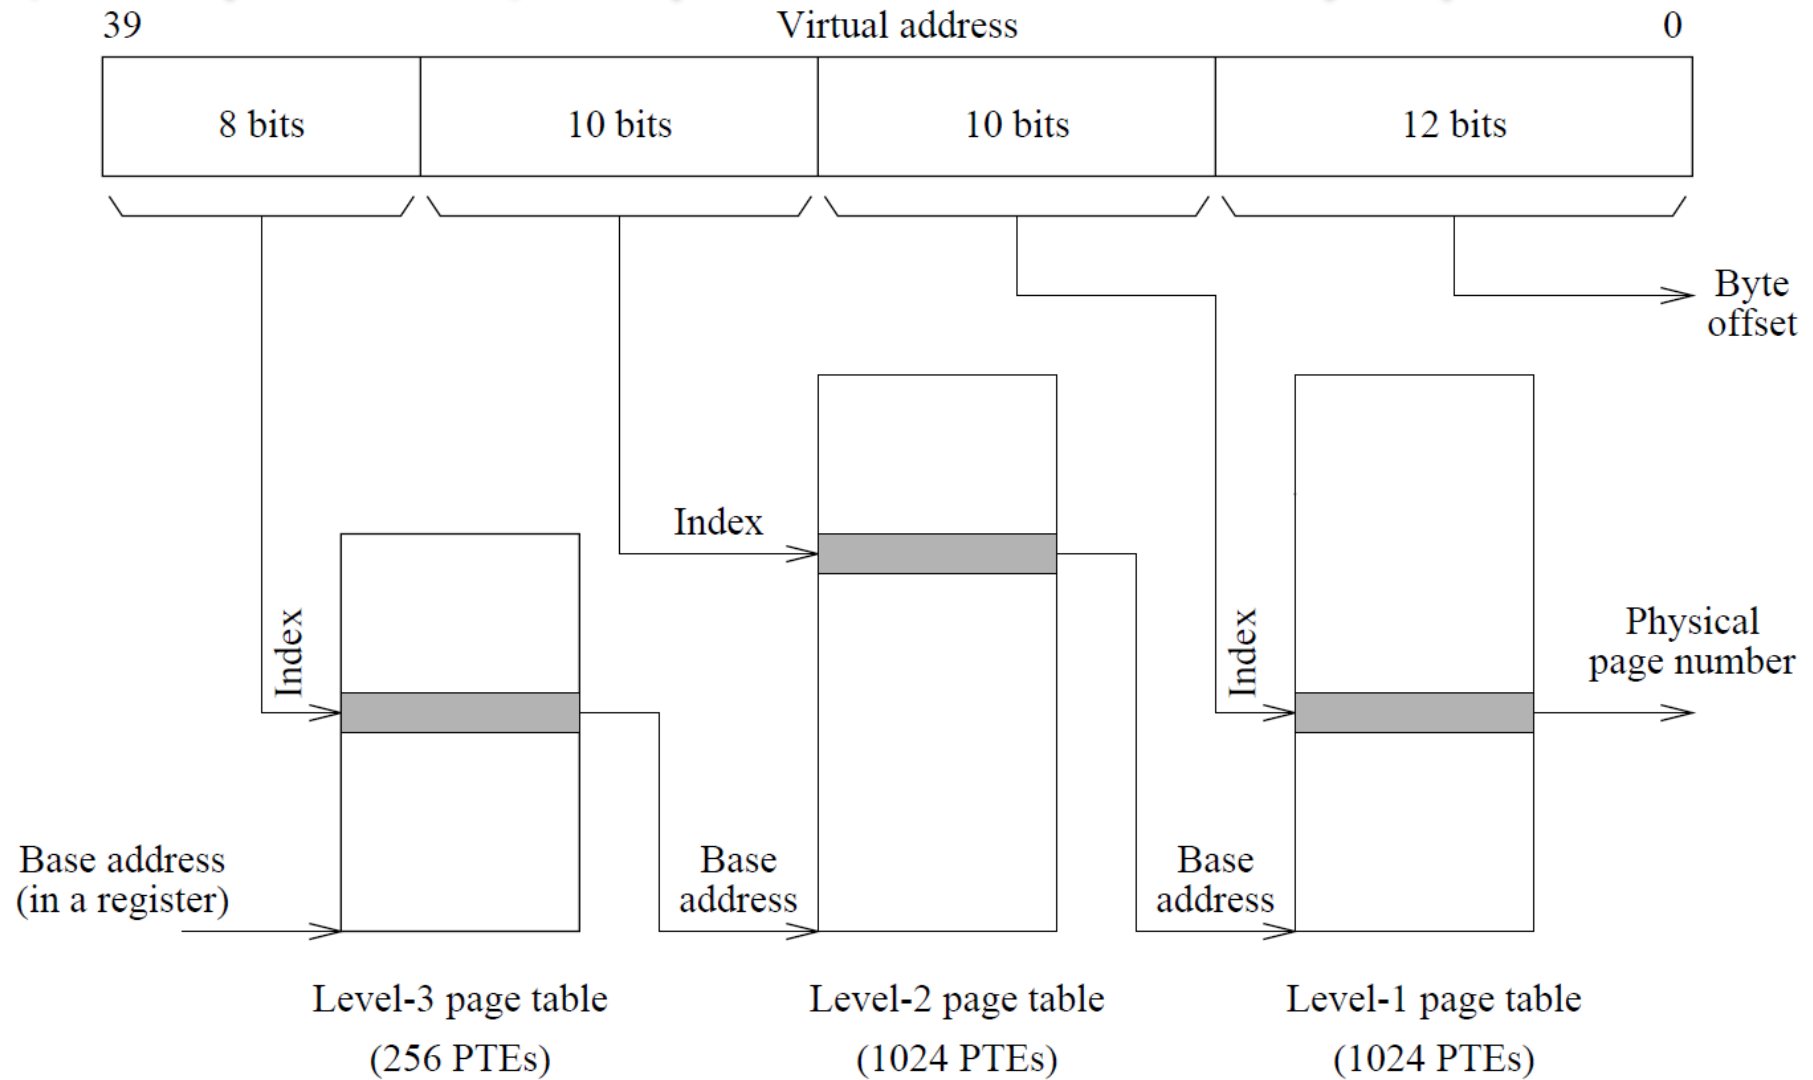 39 Virtual address 0
8 bits 10 bits 10 bits 12 bits
Byte
offset
Index
Index
Index
Physical
page number
Base address
(in a register)
Base
address
Base
address
Level-3 page table
(256 PTEs)
Level-2 page table
(1024 PTEs)
Level-1 page table
(1024 PTEs)